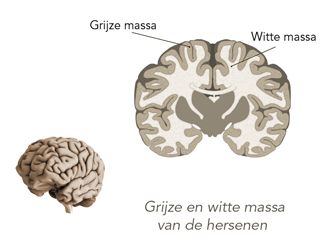 Grijze massa
Witte massa
Grijze en witte massa
van de hersenen